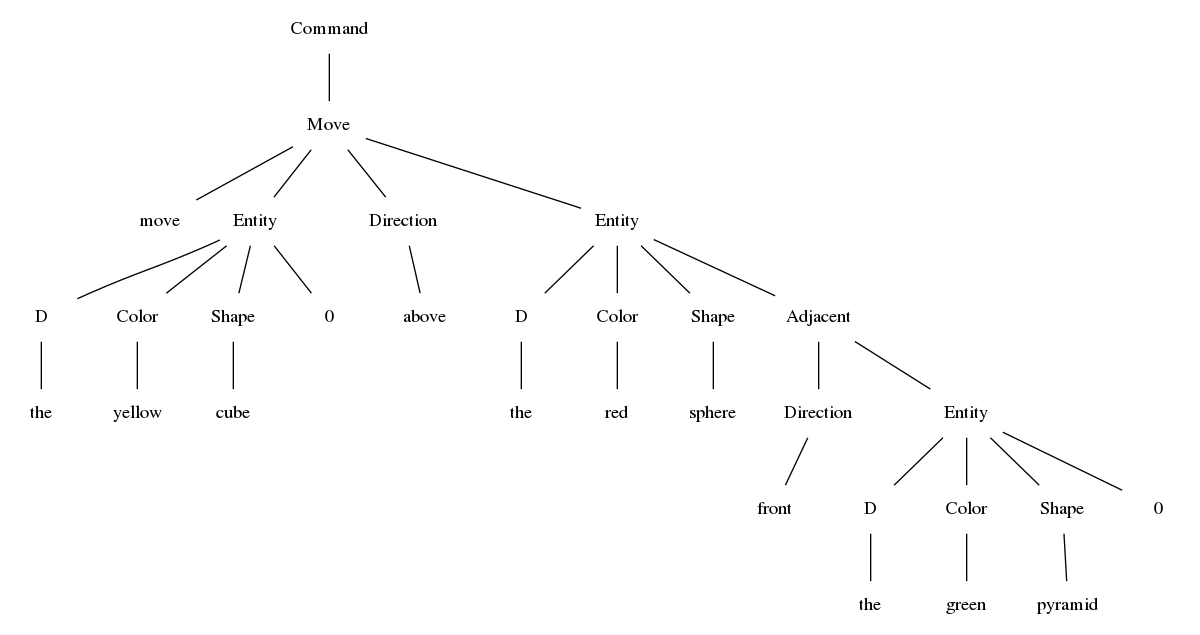 Command
Move
move Entity Direction Entity
D Color Shape 0 above D Color Shape Adjacent
the yellow cube the red sphere Direction Entity
front D Color Shape 0
the green pyramid